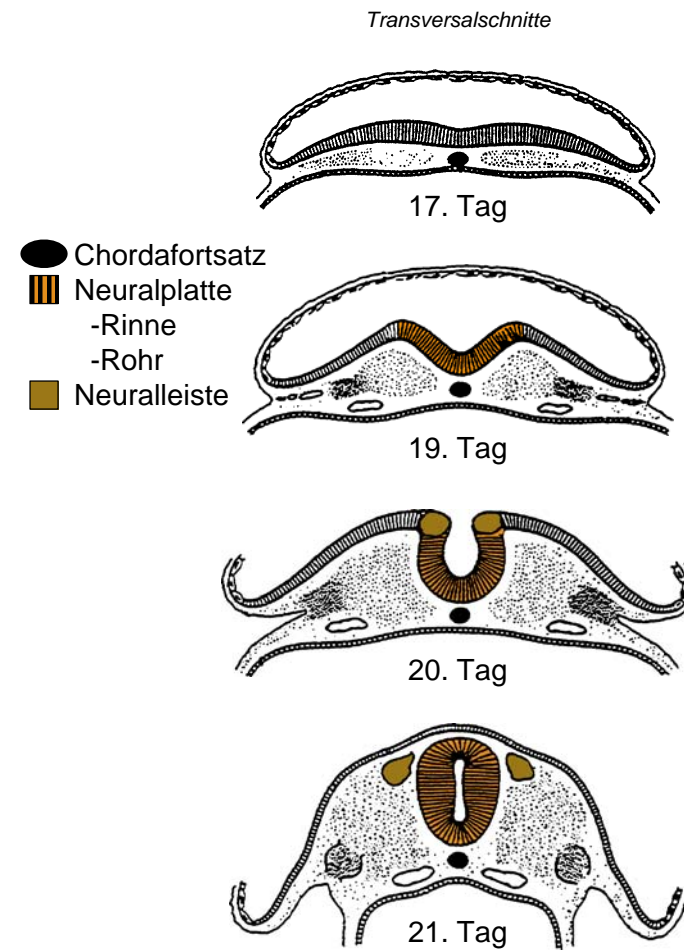 Transversalschnitte
17. Tag
Chordafortsatz
Neuralplatte
-Rinne
-Rohr
Neuralleiste
19. Tag
20. Tag
21. Tag